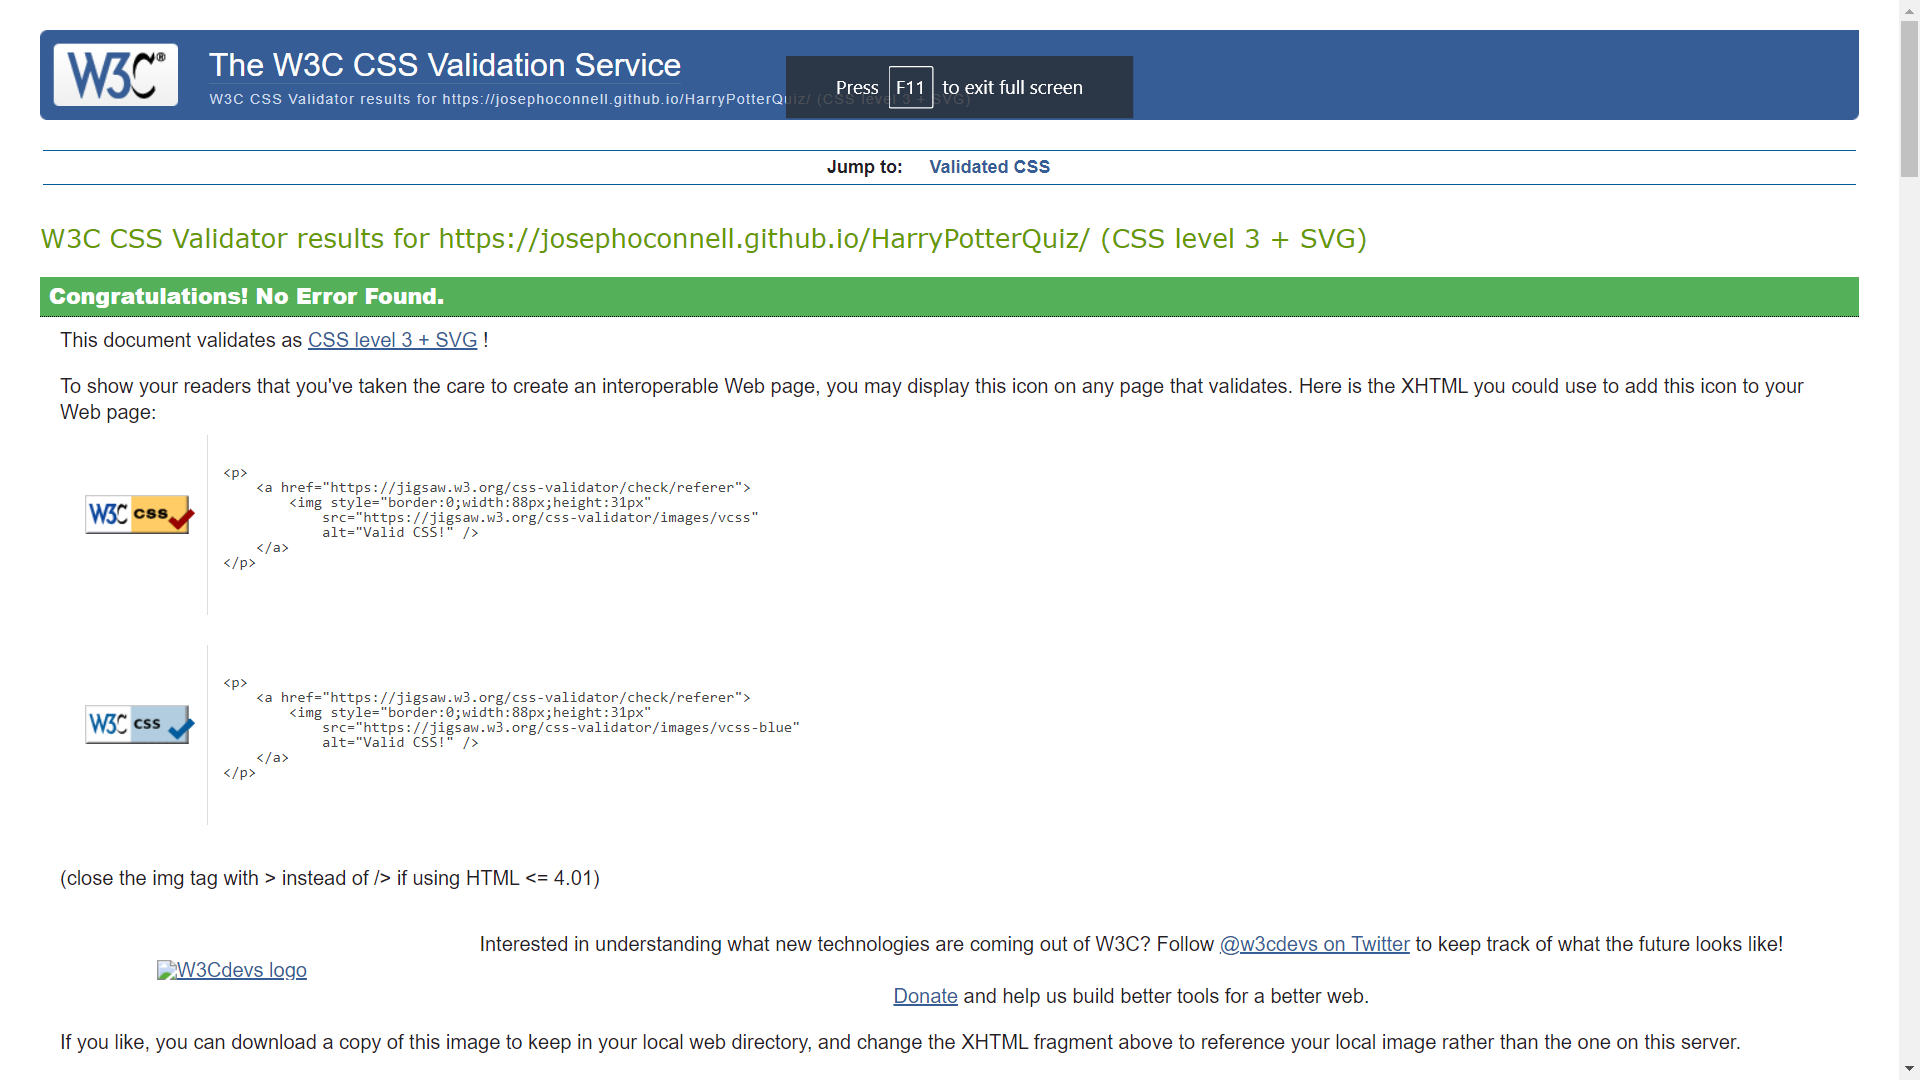 W3C®
The W3C CSS Validation Service
W3C CSS Validator results for https://josephoconnell.github.io/HarryPotterQuiz/ (CSS level 3 + SVG)
Press F11 to exit full screen
Jump to: Validated CSS
W3C CSS Validator results for https://josephoconnell.github.io/HarryPotterQuiz/ (CSS level 3 + SVG)
Congratulations! No Error Found.
This document validates as CSS level 3 + SVG !
To show your readers that you've taken the care to create an interoperable Web page, you may display this icon on any page that validates. Here is the XHTML you could use to add this icon to your
Web page:
W3C css
<p>
<a href="https://jigsaw.w3.org/css-validator/check/referer">
<img style="border:0;width:88px;height:31px"
src="https://jigsaw.w3.org/css-validator/images/vcss"
alt="Valid CSS!" />
</a>
</p>
W3C css
<p>
<a href="https://jigsaw.w3.org/css-validator/check/referer">
<img style="border:0;width:88px;height:31px"
src="https://jigsaw.w3.org/css-validator/images/vcss-blue"
alt="Valid CSS!" />
</a>
</p>
(close the img tag with > instead of /> if using HTML <= 4.01)
Interested in understanding what new technologies are coming out of W3C? Follow @w3cdevs on Twitter to keep track of what the future looks like!
W3Cdevs logo
Donate and help us build better tools for a better web.
If you like, you can download a copy of this image to keep in your local web directory, and change the XHTML fragment above to reference your local image rather than the one on this server.